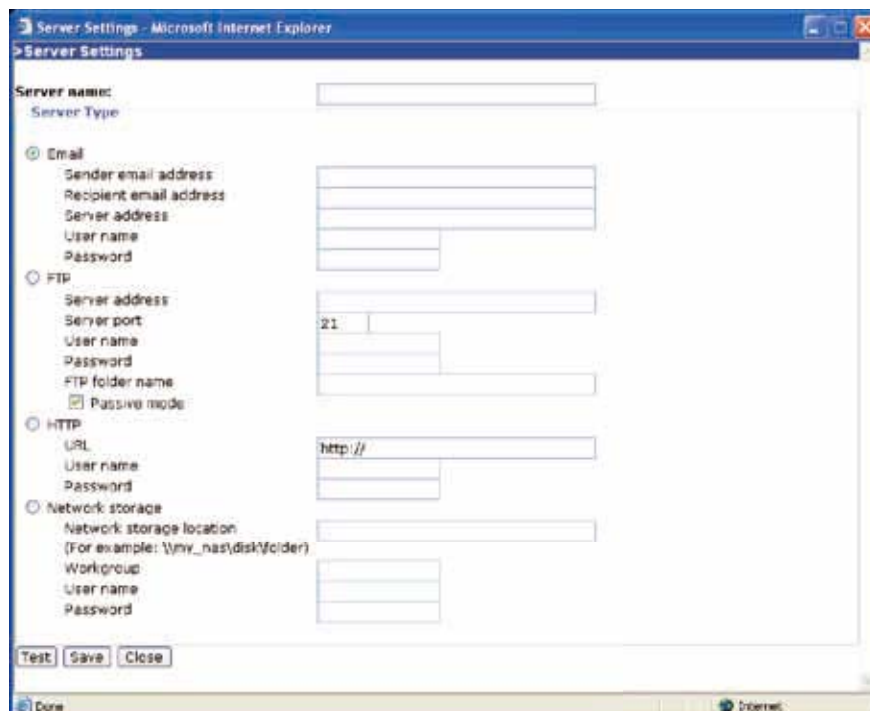 Server Settings - Microsoft Internet Explorer
>Server Settings
Server name:
Server Type
Email
Sender email address
Recipient email address
Server address
User name
Password
FTP
Server address
Server port 21
User name
Password
FTP folder name
Passive mode
HTTP
URL http://
User name
Password
Network storage
Network storage location
(For example: \\my_nas\disk\folder)
Workgroup
User name
Password
Test Save Close
Done Internet